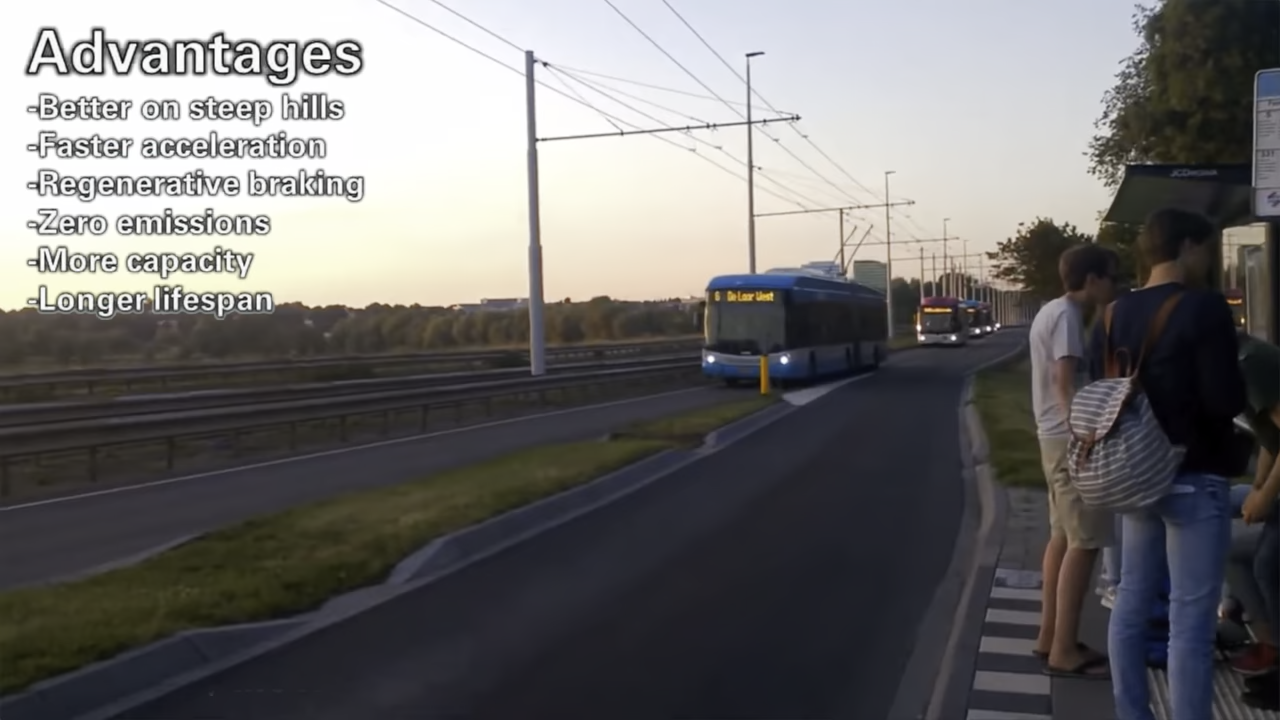 Advantages
-Better on steep hills
-Faster acceleration
-Regenerative braking
-Zero emissions
-More capacity
-Longer lifespan
6 De Laar West
JCDecaux